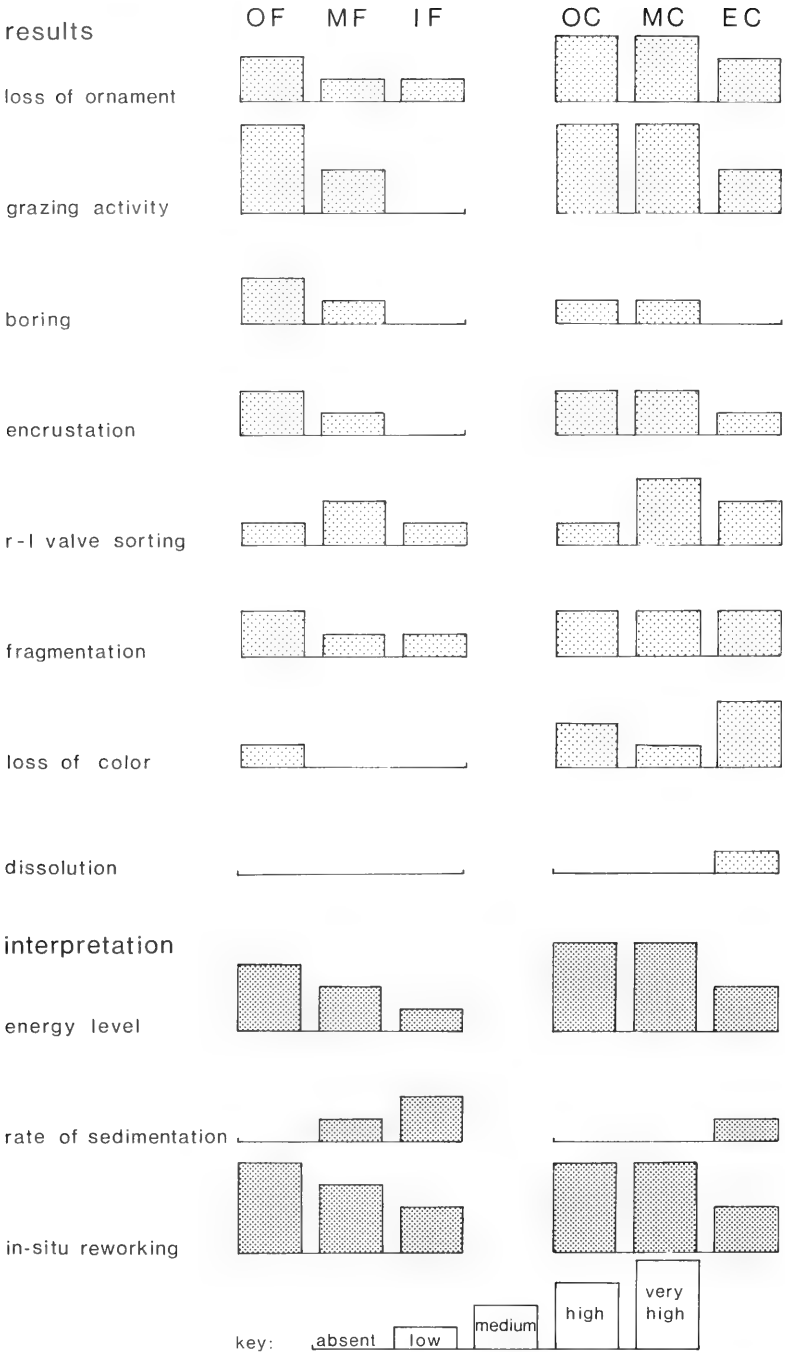 OF MF IF OC MC EC
results
loss of ornament
grazing activity
boring
encrustation
r-l valve sorting
fragmentation
loss of color
dissolution
interpretation
energy level
rate of sedimentation
in-situ reworking
key: absent low medium high very high